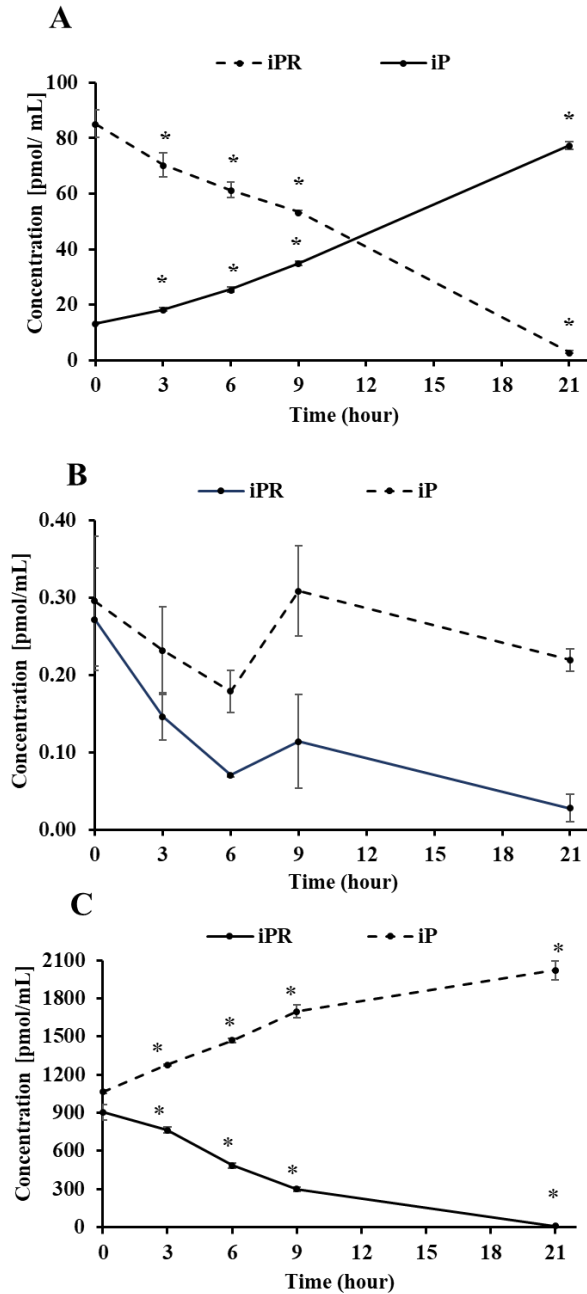 A
iPR iP
Concentration [pmol/ mL]
100
80
60
40
20
0
* * * *
* * * *
0 3 6 9 12 15 18 21
Time (hour)
B
iPR iP
Concentration [pmol/mL]
0.40
0.30
0.20
0.10
0.00
0 3 6 9 12 15 18 21
Time (hour)
C
iPR iP
Concentration [pmol/mL]
2100
1800
1500
1200
900
600
300
0
* * * *
* * * *
0 3 6 9 12 15 18 21
Time (hour)